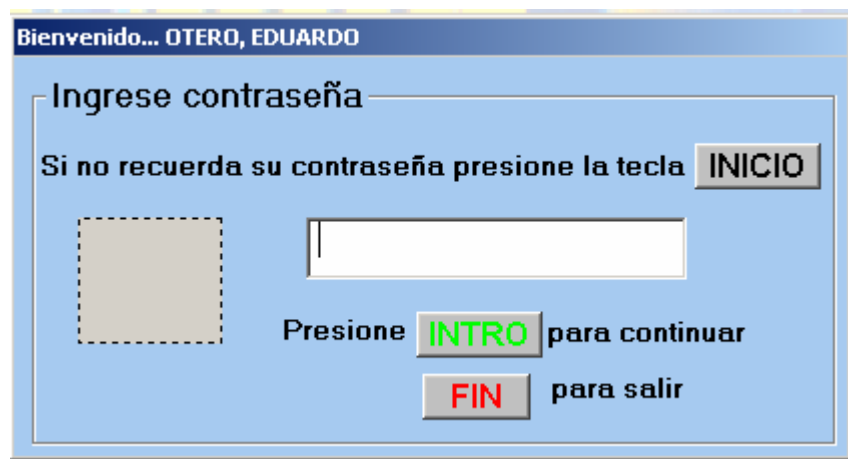 Bienvenido... OTERO, EDUARDO
Ingrese contraseña
Si no recuerda su contraseña presione la tecla INICIO
Presione INTRO para continuar
FIN para salir